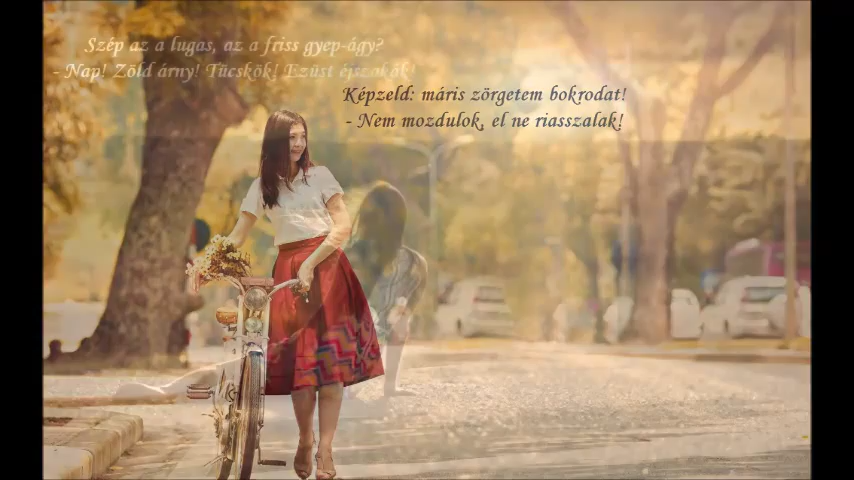 Szép az a lugas, az a friss gyep-ágy?
- Nap! Zöld árny! Tücskök! Ezüst éjszakák!
Képzeld: máris zörgetem bokrodat!
- Nem mozdulok, el ne riasszalak!